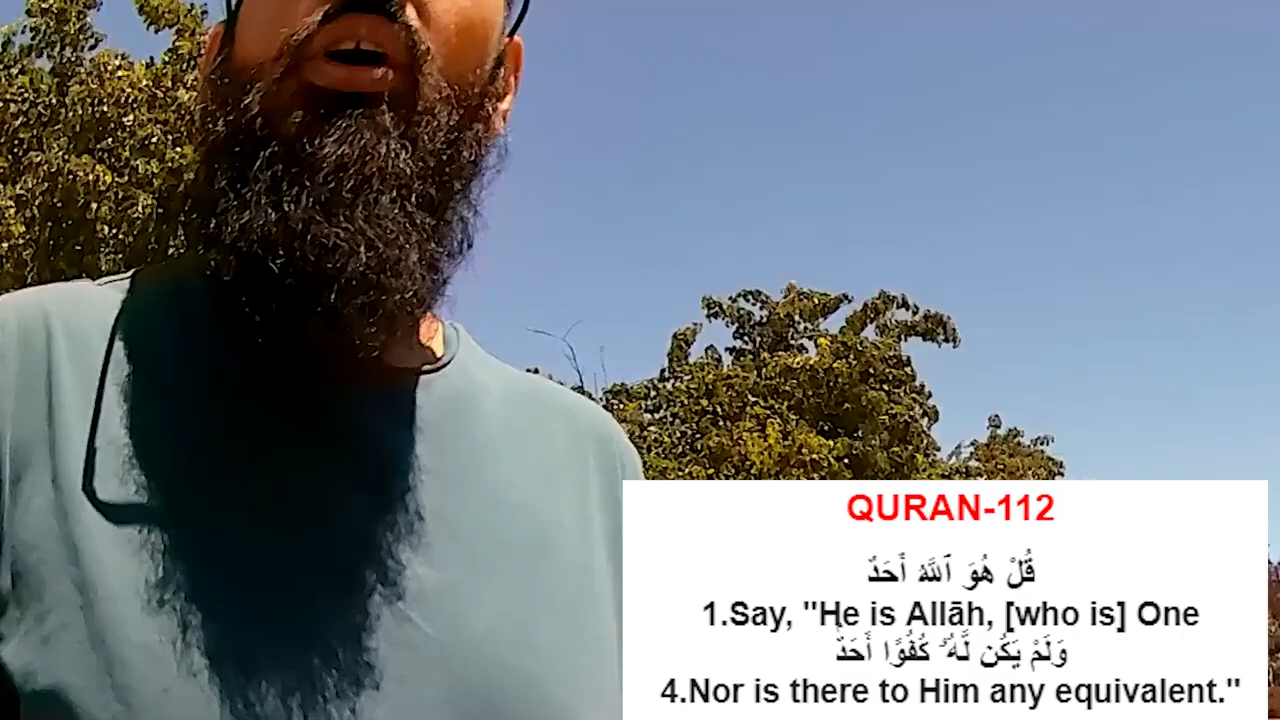 QURAN-112
قُلْ هُوَ ٱللَّهُ أَحَدٌ
1.Say, "He is Allāh, [who is] One
وَلَمْ يَكُن لَّهُۥ كُفُوًا أَحَدٌۢ
4.Nor is there to Him any equivalent."